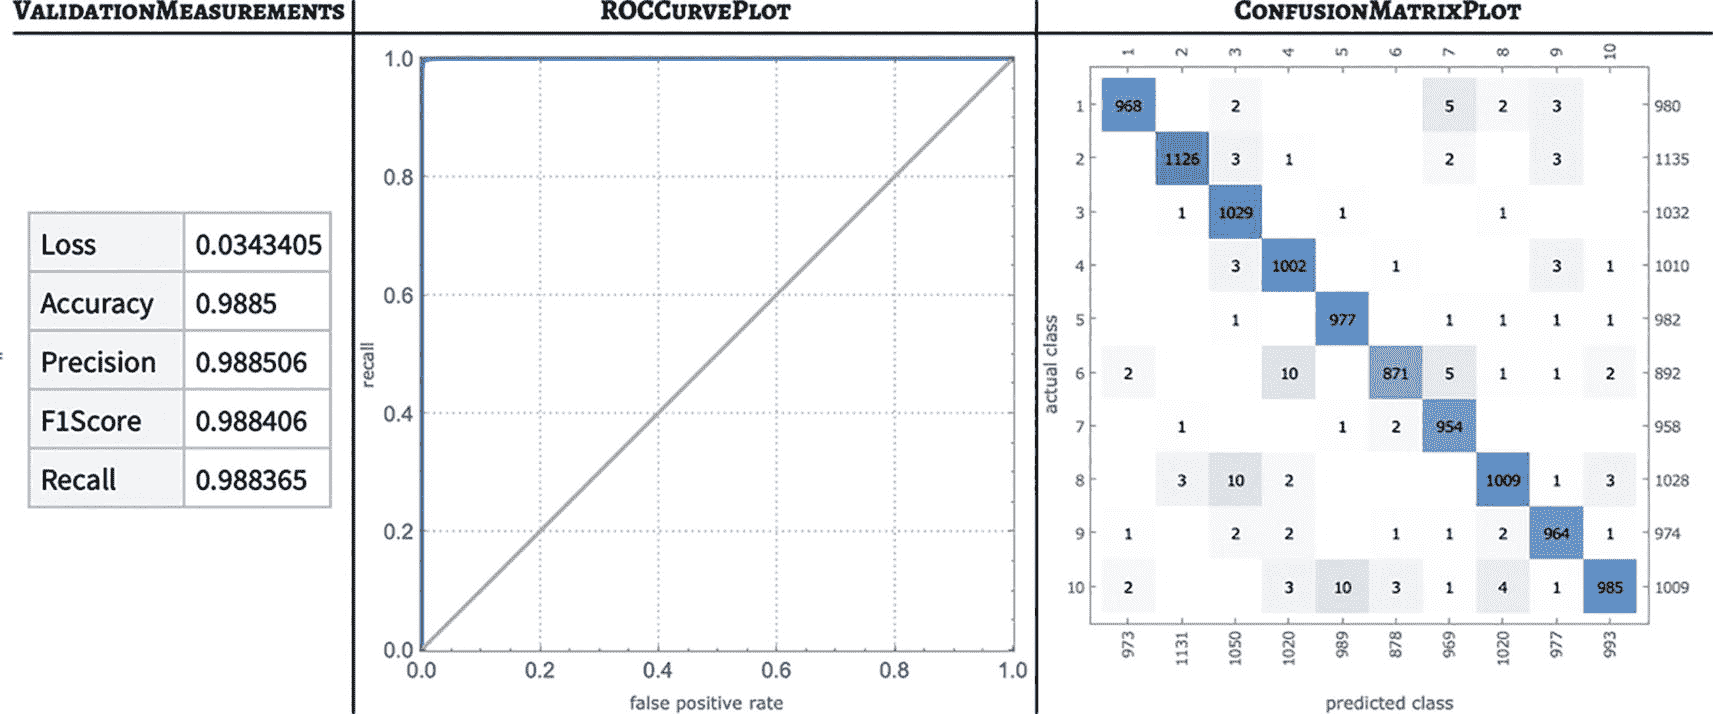 VALIDATIONMEASUREMENTS
Loss 0.0343405
Accuracy 0.9885
Precision 0.988506
F1Score 0.988406
Recall 0.988365
ROCCURVEPLOT
1.0
0.8
0.6
0.4
0.2
0.0
recall
0.0 0.2 0.4 0.6 0.8 1.0
false positive rate
CONFUSIONMATRIXPLOT
1 2 3 4 5 6 7 8 9 10
1 968 2 5 2 3 980
2 1126 3 1 2 3 1135
3 1 1029 1 1 1032
4 3 1002 1 3 1 1010
5 1 977 1 1 1 1 982
6 2 10 871 5 1 1 2 892
7 1 1 2 954 958
8 3 10 2 1009 1 3 1028
9 1 2 2 1 1 2 964 1 974
10 2 3 10 3 1 4 1 985 1009
actual class
973 1131 1050 1020 989 878 969 1020 977 993
predicted class